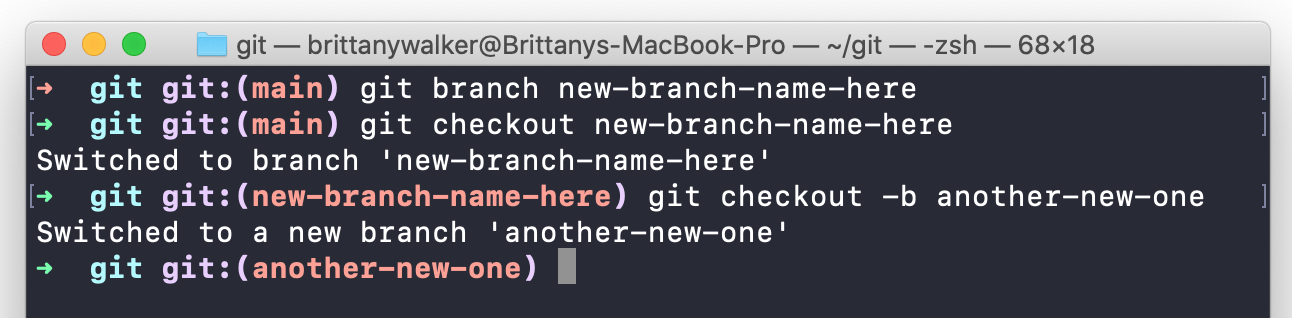 git — brittanywalker@Brittanys-MacBook-Pro — ~/git — -zsh — 68×18
[➜  git git:(main) git branch new-branch-name-here ]
[➜  git git:(main) git checkout new-branch-name-here ]
Switched to branch 'new-branch-name-here'
[➜  git git:(new-branch-name-here) git checkout -b another-new-one ]
Switched to a new branch 'another-new-one'
➜  git git:(another-new-one)